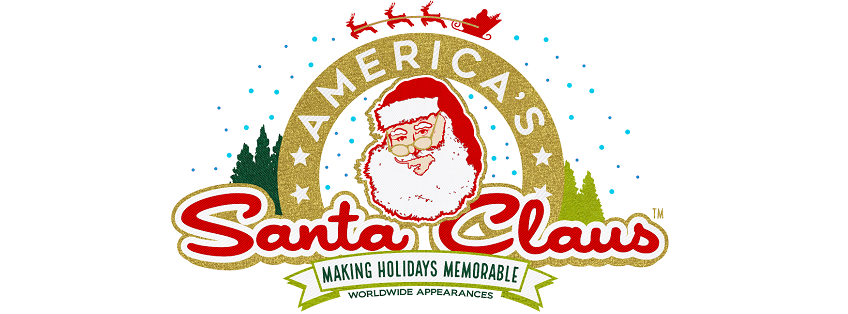 AMERICA'S
Santa Claus™
MAKING HOLIDAYS MEMORABLE
WORLDWIDE APPEARANCES